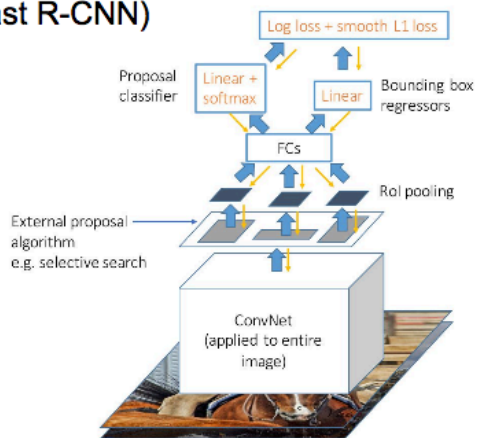 ast R-CNN)
Log loss + smooth L1 loss
Proposal
classifier
Linear +
softmax
Linear
Bounding box
regressors
FCs
RoI pooling
External proposal
algorithm
e.g. selective search
ConvNet
(applied to entire
image)